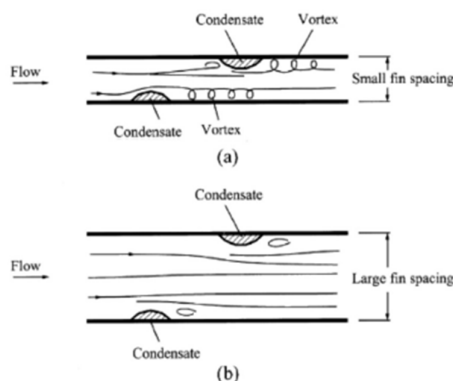 Condensate Vortex
Flow
Small fin spacing
Condensate Vortex
(a)
Condensate
Flow
Large fin spacing
Condensate
(b)